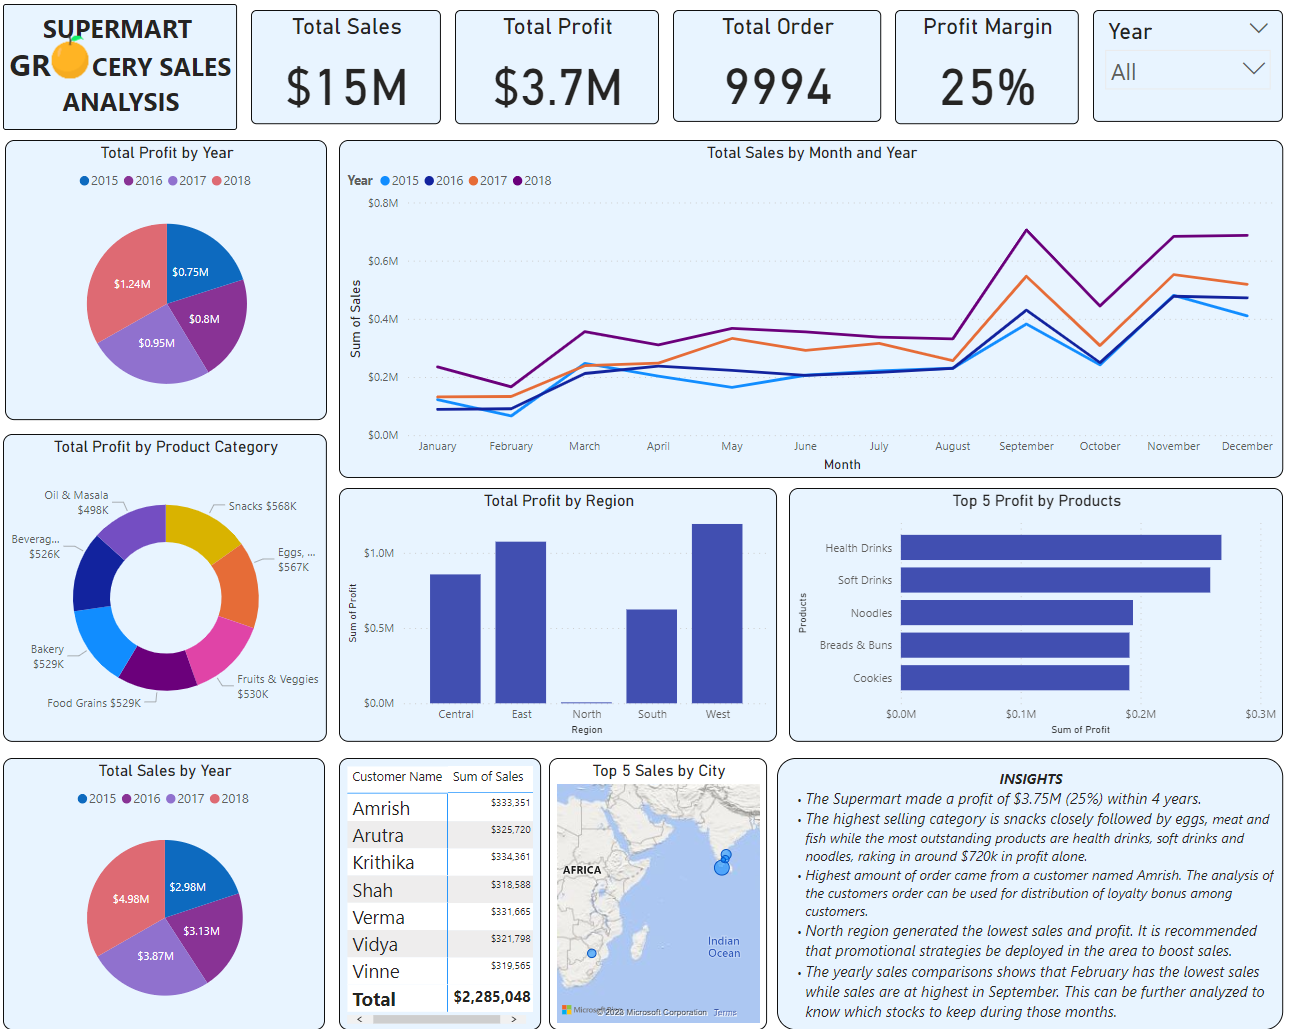 SUPERMART
GR CERY SALES
ANALYSIS
Total Sales
$15M
Total Profit
$3.7M
Total Order
9994
Profit Margin
25%
Year
All
Total Profit by Year
2015 2016 2017 2018
$0.75M
$1.24M
$0.8M
$0.95M
Total Sales by Month and Year
Year 2015 2016 2017 2018
$0.8M
$0.6M
$0.4M
$0.2M
$0.0M
Sum of Sales
January February March April May June July August September October November December
Month
Total Profit by Product Category
Oil & Masala
$498K
Snacks $568K
Beverag...
$526K
Eggs, ...
$567K
Bakery
$529K
Fruits & Veggies
$530K
Food Grains $529K
Total Profit by Region
$1.0M
$0.5M
$0.0M
Sum of Profit
Central East North South West
Region
Top 5 Profit by Products
Products
Health Drinks
Soft Drinks
Noodles
Breads & Buns
Cookies
$0.0M $0.1M $0.2M $0.3M
Sum of Profit
Total Sales by Year
2015 2016 2017 2018
$2.98M
$4.98M
$3.13M
$3.87M
Customer Name Sum of Sales
Amrish $333,351
Arutra $325,720
Krithika $334,361
Shah $318,588
Verma $331,665
Vidya $321,798
Vinne $319,565
Total $2,285,048
Top 5 Sales by City
AFRICA
Indian
Ocean
© 2023 Microsoft Corporation Terms
INSIGHTS
• The Supermart made a profit of $3.75M (25%) within 4 years.
• The highest selling category is snacks closely followed by eggs, meat and
fish while the most outstanding products are health drinks, soft drinks and
noodles, raking in around $720k in profit alone.
• Highest amount of order came from a customer named Amrish. The analysis of
the customers order can be used for distribution of loyalty bonus among
customers.
• North region generated the lowest sales and profit. It is recommended
that promotional strategies be deployed in the area to boost sales.
• The yearly sales comparisons shows that February has the lowest sales
while sales are at highest in September. This can be further analyzed to
know which stocks to keep during those months.